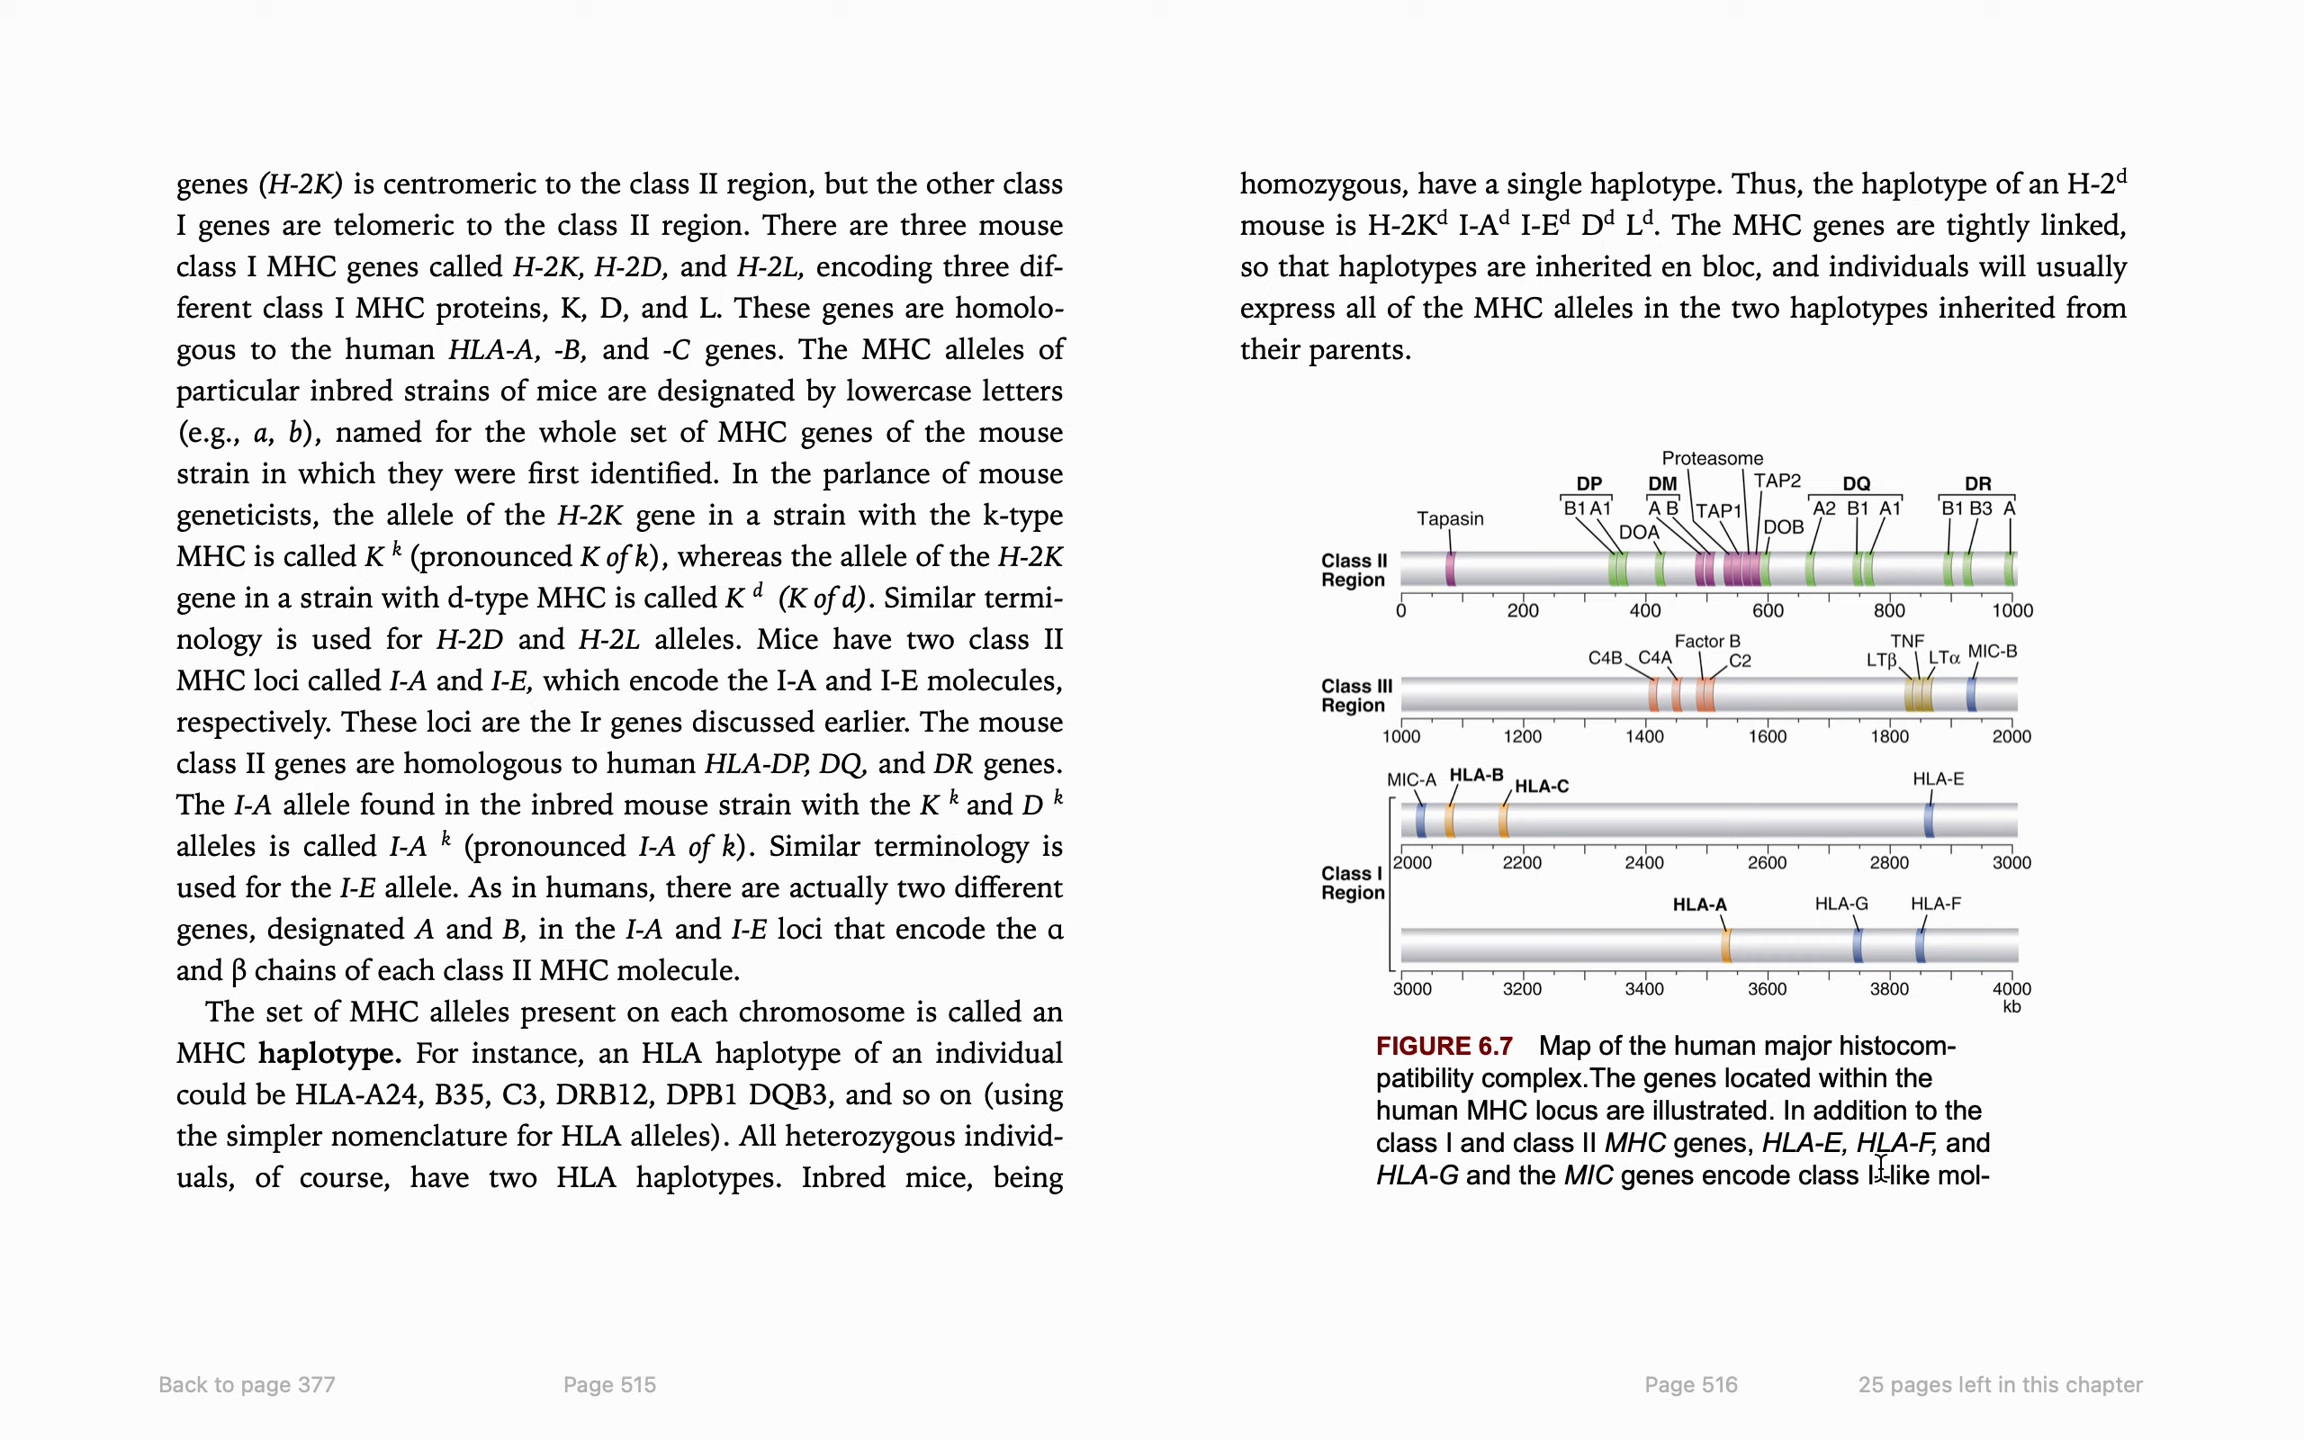 genes (H-2K) is centromeric to the class II region, but the other class
I genes are telomeric to the class II region. There are three mouse
class I MHC genes called H-2K, H-2D, and H-2L, encoding three dif-
ferent class I MHC proteins, K, D, and L. These genes are homolo-
gous to the human HLA-A, -B, and -C genes. The MHC alleles of
particular inbred strains of mice are designated by lowercase letters
(e.g., a, b), named for the whole set of MHC genes of the mouse
strain in which they were first identified. In the parlance of mouse
geneticists, the allele of the H-2K gene in a strain with the k-type
MHC is called K k (pronounced K of k), whereas the allele of the H-2K
gene in a strain with d-type MHC is called K d (K of d). Similar termi-
nology is used for H-2D and H-2L alleles. Mice have two class II
MHC loci called I-A and I-E, which encode the I-A and I-E molecules,
respectively. These loci are the Ir genes discussed earlier. The mouse
class II genes are homologous to human HLA-DP, DQ, and DR genes.
The I-A allele found in the inbred mouse strain with the K k and D k
alleles is called I-A k (pronounced I-A of k). Similar terminology is
used for the I-E allele. As in humans, there are actually two different
genes, designated A and B, in the I-A and I-E loci that encode the α
and β chains of each class II MHC molecule.
The set of MHC alleles present on each chromosome is called an
MHC haplotype. For instance, an HLA haplotype of an individual
could be HLA-A24, B35, C3, DRB12, DPB1 DQB3, and so on (using
the simpler nomenclature for HLA alleles). All heterozygous individ-
uals, of course, have two HLA haplotypes. Inbred mice, being
homozygous, have a single haplotype. Thus, the haplotype of an H-2d
mouse is H-2Kd I-Ad I-Ed Dd Ld. The MHC genes are tightly linked,
so that haplotypes are inherited en bloc, and individuals will usually
express all of the MHC alleles in the two haplotypes inherited from
their parents.
Proteasome
DP DM TAP2 DQ DR
B1 A1 A B TAP1 A2 B1 A1 B1 B3 A
Tapasin DOA DOB
Class II
Region
0 200 400 600 800 1000
Factor B TNF
C4B C4A C2 LTβ LTα MIC-B
Class III
Region
1000 1200 1400 1600 1800 2000
MIC-A HLA-B HLA-C HLA-E
2000 2200 2400 2600 2800 3000
Class I
Region
HLA-A HLA-G HLA-F
3000 3200 3400 3600 3800 4000
kb
FIGURE 6.7 Map of the human major histocom-
patibility complex.The genes located within the
human MHC locus are illustrated. In addition to the
class I and class II MHC genes, HLA-E, HLA-F, and
HLA-G and the MIC genes encode class I-like mol-
Back to page 377 Page 515
Page 516 25 pages left in this chapter